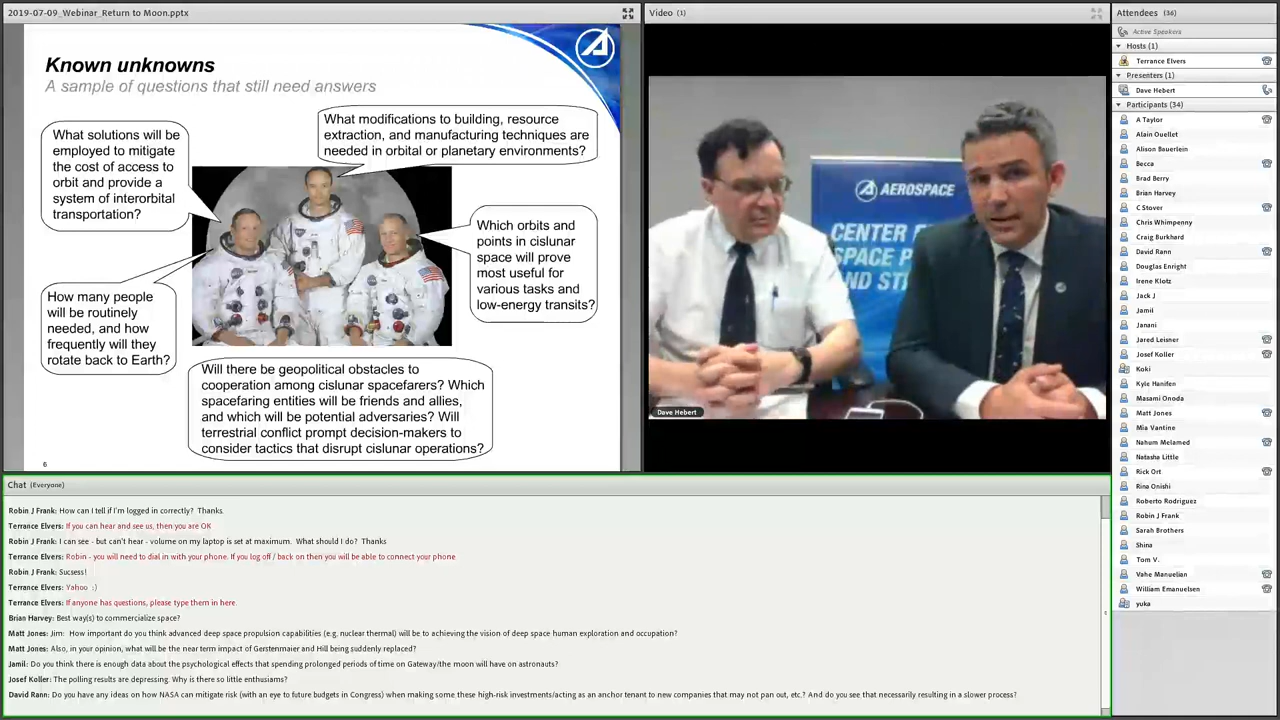 2019-07-09_Webinar_Return to Moon.pptx
Known unknowns
A sample of questions that still need answers
What solutions will be
employed to mitigate
the cost of access to
orbit and provide a
system of interorbital
transportation?
What modifications to building, resource
extraction, and manufacturing techniques are
needed in orbital or planetary environments?
Which orbits and
points in cislunar
space will prove
most useful for
various tasks and
low-energy transits?
How many people
will be routinely
needed, and how
frequently will they
rotate back to Earth?
Will there be geopolitical obstacles to
cooperation among cislunar spacefarers? Which
spacefaring entities will be friends and allies,
and which will be potential adversaries? Will
terrestrial conflict prompt decision-makers to
consider tactics that disrupt cislunar operations?
6
Video (1)
AEROSPACE
CENTER
SPACE P
AND ST
Dave Hebert
Attendees (36)
Active Speakers
Hosts (1)
Terrance Elvers
Presenters (1)
Dave Hebert
Participants (34)
A Taylor
Alain Ouellet
Alison Bauerlein
Becca
Brad Berry
Brian Harvey
C Stover
Chris Whimpenny
Craig Burkhard
David Rann
Douglas Enright
Irene Klotz
Jack J
Jamil
Janani
Jared Leisner
Josef Koller
Koki
Kyle Hanifen
Masami Onoda
Matt Jones
Mia Vantine
Nahum Melamed
Natasha Little
Rick Ort
Rina Onishi
Roberto Rodriguez
Robin J Frank
Sarah Brothers
Shina
Tom V.
Vahe Manuelian
William Emanuelsen
yuka
Chat (Everyone)
Robin J Frank: How can I tell if I'm logged in correctly? Thanks.
Terrance Elvers: If you can hear and see us, then you are OK
Robin J Frank: I can see - but can't hear - volume on my laptop is set at maximum. What should I do? Thanks
Terrance Elvers: Robin - you will need to dial in with your phone. If you log off / back on then you will be able to connect your phone
Robin J Frank: Sucsess!
Terrance Elvers: Yahoo :)
Terrance Elvers: If anyone has questions, please type them in here.
Brian Harvey: Best way(s) to commercialize space?
Matt Jones: Jim: How important do you think advanced deep space propulsion capabilities (e.g. nuclear thermal) will be to achieving the vision of deep space human exploration and occupation?
Matt Jones: Also, in your opinion, what will be the near term impact of Gerstenmaier and Hill being suddenly replaced?
Jamil: Do you think there is enough data about the psychological effects that spending prolonged periods of time on Gateway/the moon will have on astronauts?
Josef Koller: The polling results are depressing. Why is there so little enthusiams?
David Rann: Do you have any ideas on how NASA can mitigate risk (with an eye to future budgets in Congress) when making some these high-risk investments/acting as an anchor tenant to new companies that may not pan out, etc.? And do you see that necessarily resulting in a slower process?